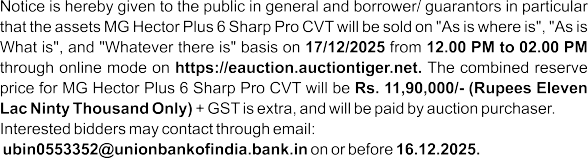 Notice is hereby given to the public in general and borrower/ guarantors in particular
that the assets MG Hector Plus 6 Sharp Pro CVT will be sold on "As is where is", "As is
What is", and "Whatever there is" basis on 17/12/2025 from 12.00 PM to 02.00 PM
through online mode on https://eauction.auctiontiger.net. The combined reserve
price for MG Hector Plus 6 Sharp Pro CVT will be Rs. 11,90,000/- (Rupees Eleven
Lac Ninty Thousand Only) + GST is extra, and will be paid by auction purchaser.
Interested bidders may contact through email:
ubin0553352@unionbankofindia.bank.in on or before 16.12.2025.